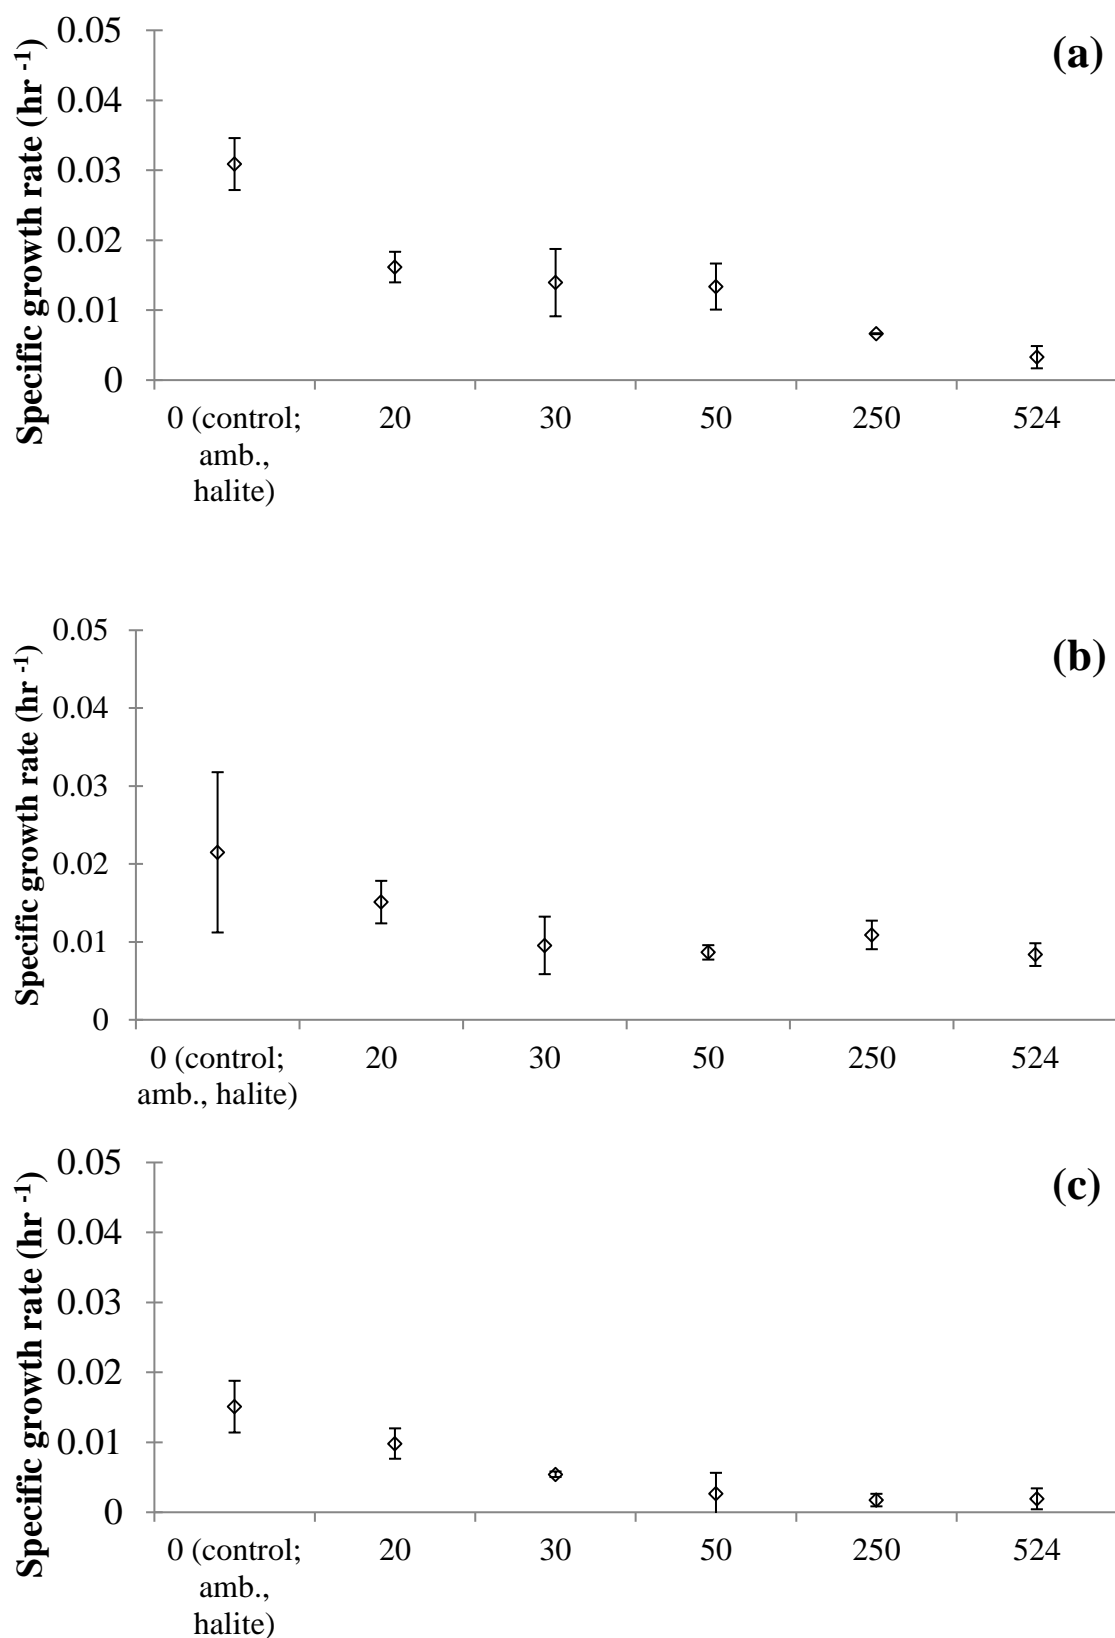 (a)
Specific growth rate (hr -1)
0.05
0.04
0.03
0.02
0.01
0
0 (control;
amb.,
halite)
20
30
50
250
524
(b)
Specific growth rate (hr -1)
0.05
0.04
0.03
0.02
0.01
0
0 (control;
amb., halite)
20
30
50
250
524
(c)
Specific growth rate (hr -1)
0.05
0.04
0.03
0.02
0.01
0
0 (control;
amb.,
halite)
20
30
50
250
524